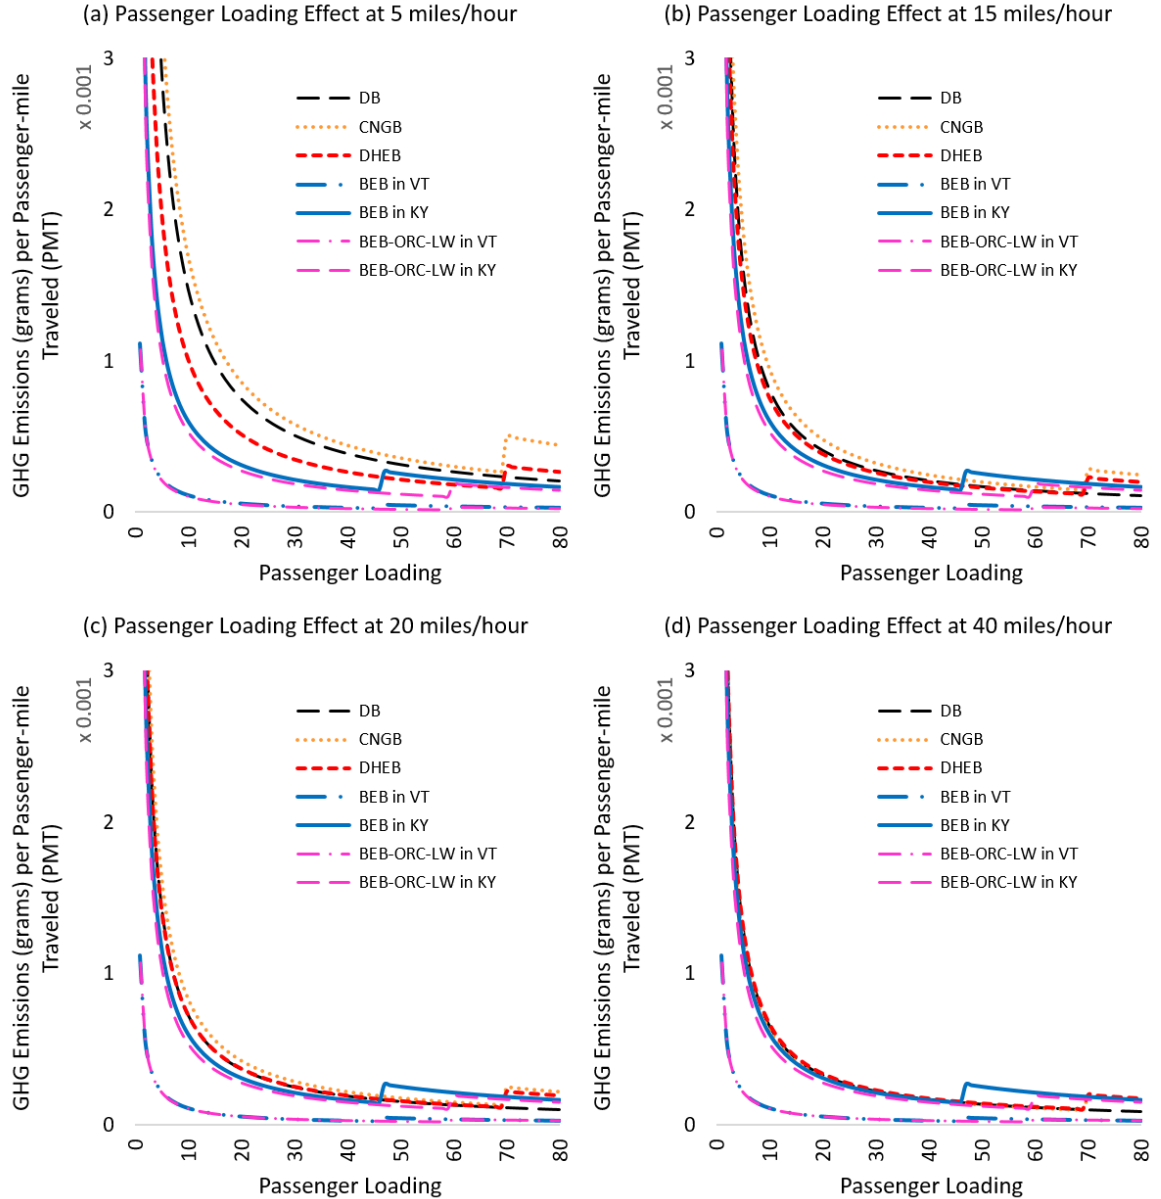 (a) Passenger Loading Effect at 5 miles/hour
GHG Emissions (grams) per Passenger-mile
Traveled (PMT)
x 0.001
3
2
1
0
DB
CNGB
DHEB
BEB in VT
BEB in KY
BEB-ORC-LW in VT
BEB-ORC-LW in KY
0 10 20 30 40 50 60 70 80
Passenger Loading
(b) Passenger Loading Effect at 15 miles/hour
GHG Emissions (grams) per Passenger-mile
Traveled (PMT)
x 0.001
3
2
1
0
DB
CNGB
DHEB
BEB in VT
BEB in KY
BEB-ORC-LW in VT
BEB-ORC-LW in KY
0 10 20 30 40 50 60 70 80
Passenger Loading
(c) Passenger Loading Effect at 20 miles/hour
GHG Emissions (grams) per Passenger-mile
Traveled (PMT)
x 0.001
3
2
1
0
DB
CNGB
DHEB
BEB in VT
BEB in KY
BEB-ORC-LW in VT
BEB-ORC-LW in KY
0 10 20 30 40 50 60 70 80
Passenger Loading
(d) Passenger Loading Effect at 40 miles/hour
GHG Emissions (grams) per Passenger-mile
Traveled (PMT)
x 0.001
3
2
1
0
DB
CNGB
DHEB
BEB in VT
BEB in KY
BEB-ORC-LW in VT
BEB-ORC-LW in KY
0 10 20 30 40 50 60 70 80
Passenger Loading